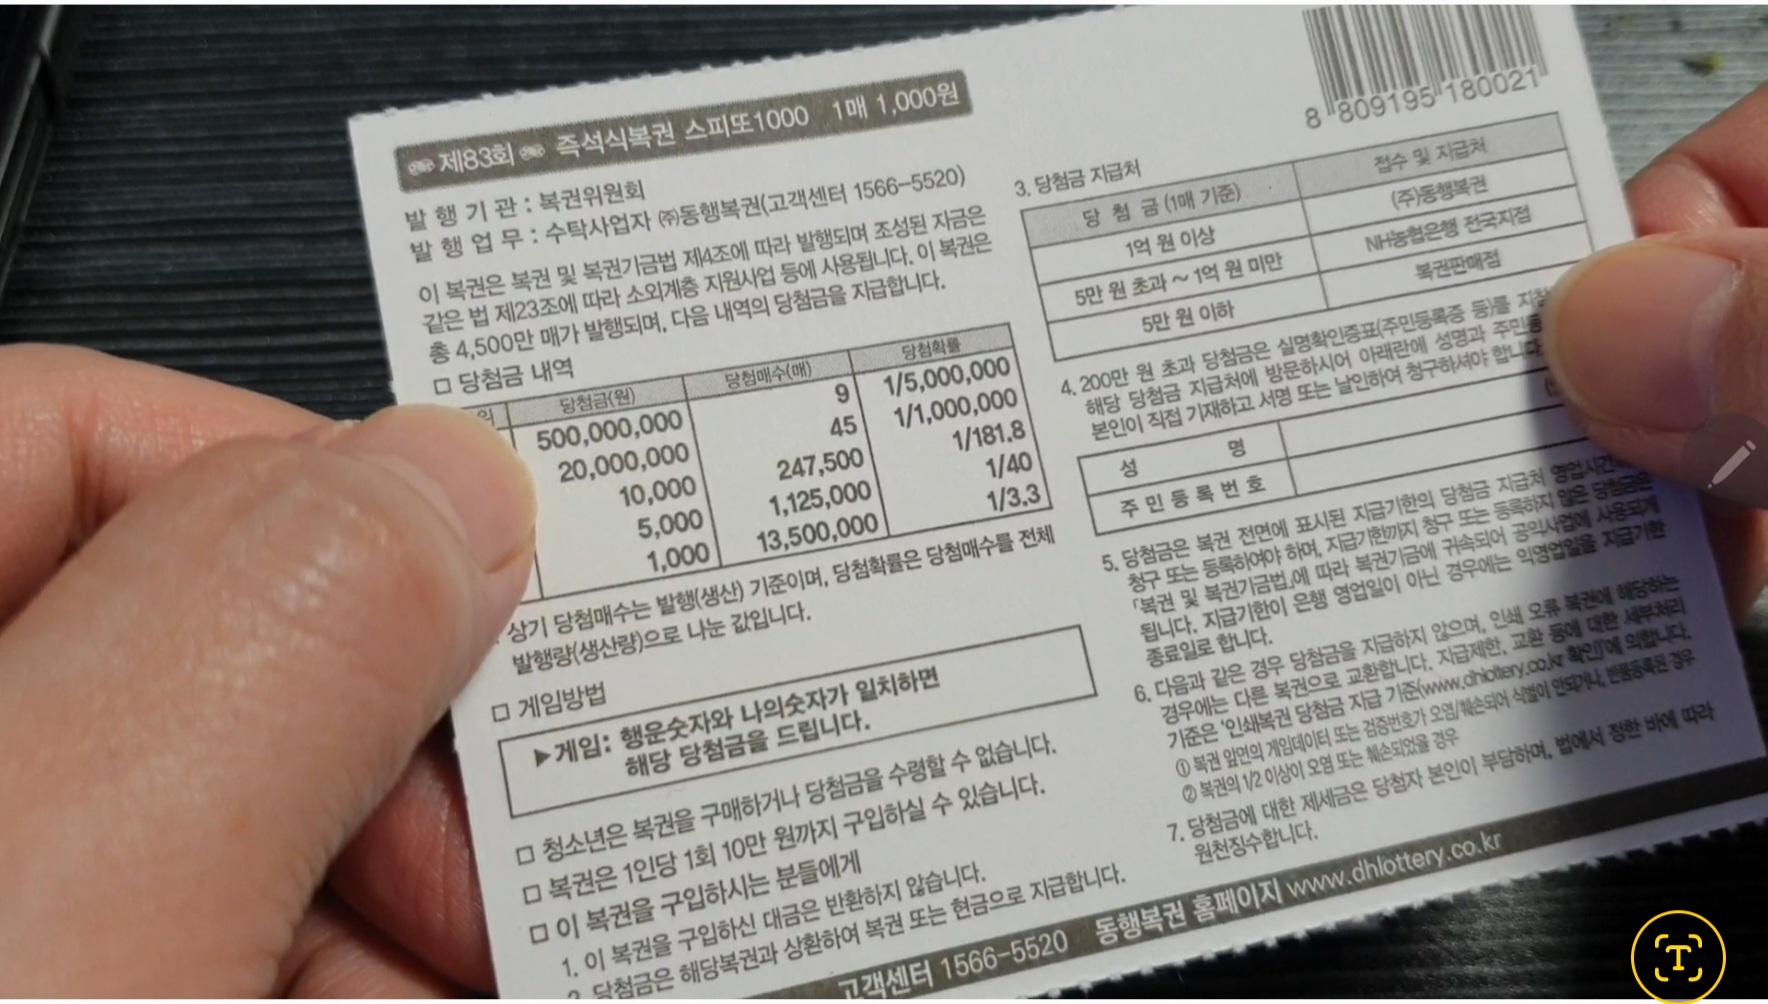 제83회 즉석식복권 스피또1000 1매 1,000원
발 행 기 관 : 복권위원회
발 행 업 무 : 수탁사업자 ㈜동행복권(고객센터 1566-5520)
이 복권은 복권 및 복권기금법 제4조에 따라 발행되며 조성된 자금은
같은 법 제23조에 따라 소외계층 지원사업 등에 사용됩니다. 이 복권은
총 4,500만 매가 발행되며, 다음 내역의 당첨금을 지급합니다.
□ 당첨금 내역
위 당첨금(원) 당첨매수(매) 당첨확률
500,000,000 9 1/5,000,000
20,000,000 45 1/1,000,000
10,000 247,500 1/181.8
5,000 1,125,000 1/40
1,000 13,500,000 1/3.3
상기 당첨매수는 발행(생산) 기준이며, 당첨확률은 당첨매수를 전체
발행량(생산량)으로 나눈 값입니다.
□ 게임방법
▶게임: 행운숫자와 나의숫자가 일치하면
해당 당첨금을 드립니다.
□ 청소년은 복권을 구매하거나 당첨금을 수령할 수 없습니다.
□ 복권은 1인당 1회 10만 원까지 구입하실 수 있습니다.
□ 이 복권을 구입하시는 분들에게
1. 이 복권을 구입하신 대금은 반환하지 않습니다.
2. 당첨금은 해당복권과 상환하여 복권 또는 현금으로 지급합니다.
8 809195 180021
3. 당첨금 지급처
당 첨 금 (1매 기준) 접수 및 지급처
1억 원 이상 (주)동행복권
5만 원 초과 ~ 1억 원 미만 NH농협은행 전국지점
5만 원 이하 복권판매점
4. 200만 원 초과 당첨금은 실명확인증표(주민등록증 등)를
해당 당첨금 지급처에 방문하시어 아래란에 성명과
본인이 직접 기재하고 서명 또는 날인하여 청구하셔야 합니다
성 명
주 민 등 록 번 호
5. 당첨금은 복권 전면에 표시된 지급기한의 당첨금 지급처
청구 또는 등록하여야 하며, 지급기한까지 청구 또는 등록하지 않은 당첨금은
「복권 및 복권기금법」에 따라 복권기금에 귀속되어 공익사업에 사용되게
됩니다. 지급기한이 은행 영업일이 아닌 경우에는 익영업일을 지급기한
종료일로 합니다.
6. 다음과 같은 경우 당첨금을 지급하지 않으며, 인쇄 오류 복권에 해당하는
경우에는 다른 복권으로 교환합니다. 지급제한, 교환 등에 대한 세부처리
기준은 '인쇄복권 당첨금 지급 기준(www.dhlottery.co.kr 확인)'에 의합니다.
① 복권 앞면의 게임데이터 또는 검증번호가 오염/훼손되어 식별이 안되거나, 반품등록된 경우
② 복권의 1/2 이상이 오염 또는 훼손되었을 경우
7. 당첨금에 대한 제세금은 당첨자 본인이 부담하며, 법에서 정한 바에 따라
원천징수합니다.
고객센터 1566-5520 동행복권 홈페이지 www.dhlottery.co.kr